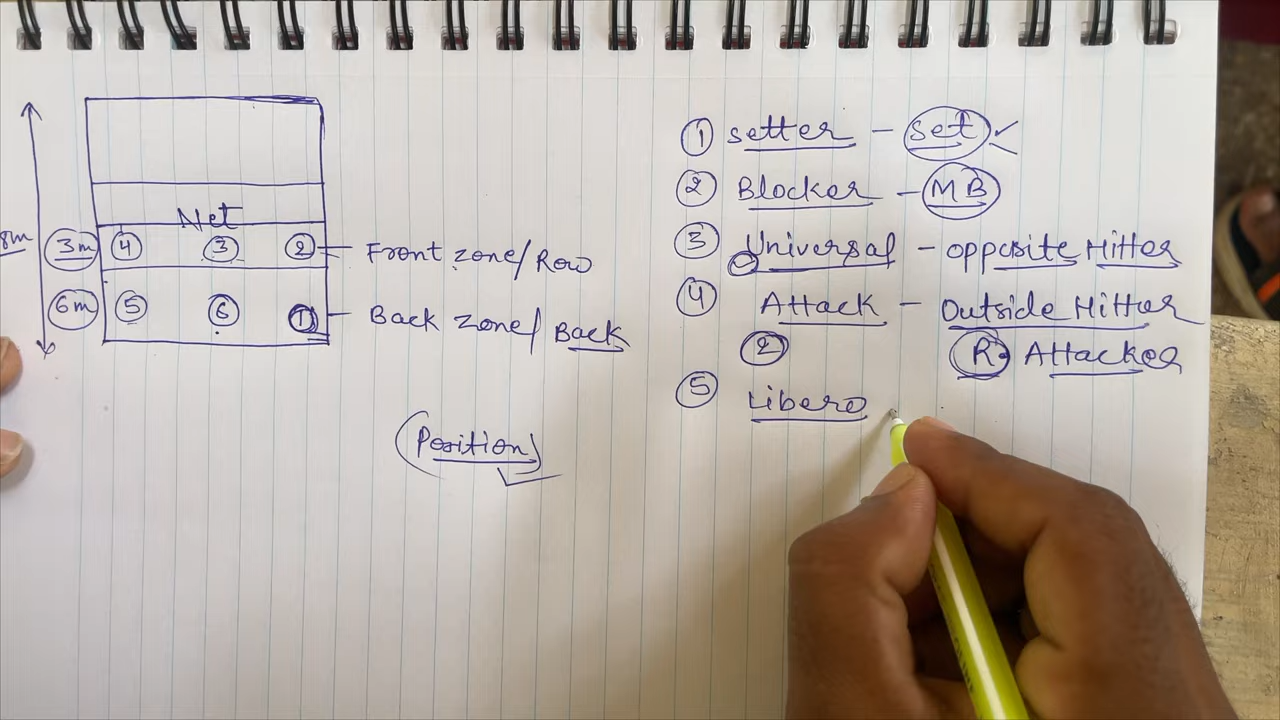 Net
8m
3m 4 3 2 Front zone/Row
6m 5 6 1 Back zone/Back
Position
1 Setter - Set
2 Blocker - MB
3 Universal - opposite Hitter
4 Attack - Outside Hitter
2 R. Attacker
5 Libero